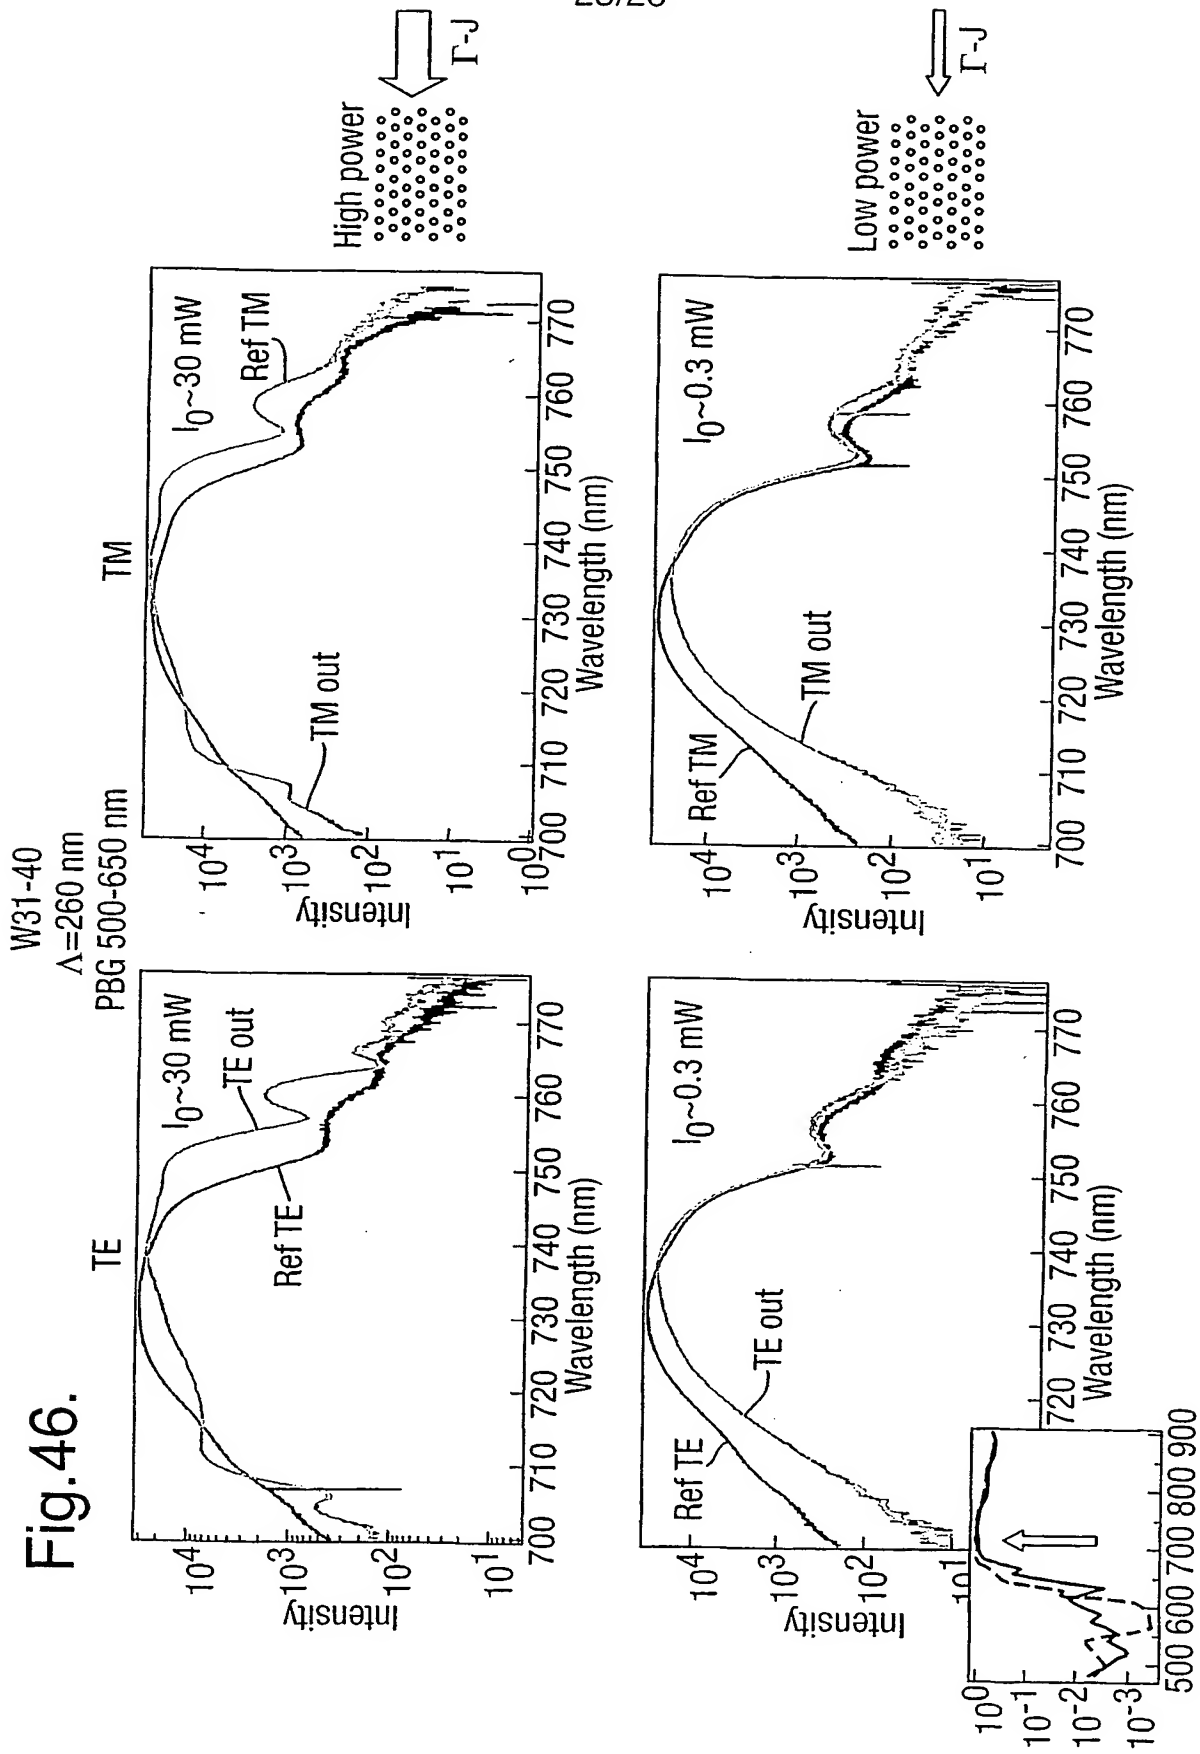 Fig.46.
W31-40
Λ=260 nm
PBG 500-650 nm
TE
I0~30 mW
TE out
Ref TE
Intensity
10^4
10^3
10^2
10^1
700 710 720 730 740 750 760 770
Wavelength (nm)
TM
I0~30 mW
Ref TM
TM out
Intensity
10^4
10^3
10^2
10^1
10^0
700 710 720 730 740 750 760 770
Wavelength (nm)
High power
Γ-J
I0~0.3 mW
Ref TE
TE out
Intensity
10^4
10^3
10^2
10^1
720 730 740 750 760 770
Wavelength (nm)
10^0
10^-1
10^-2
10^-3
500 600 700 800 900
I0~0.3 mW
Ref TM
TM out
Intensity
10^4
10^3
10^2
10^1
700 710 720 730 740 750 760 770
Wavelength (nm)
Low power
Γ-J